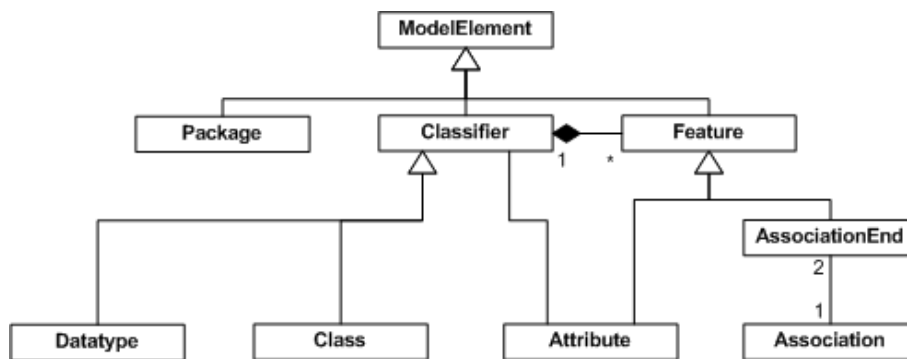 ModelElement
Package
Classifier
Feature
1
*
AssociationEnd
2
1
Datatype
Class
Attribute
Association